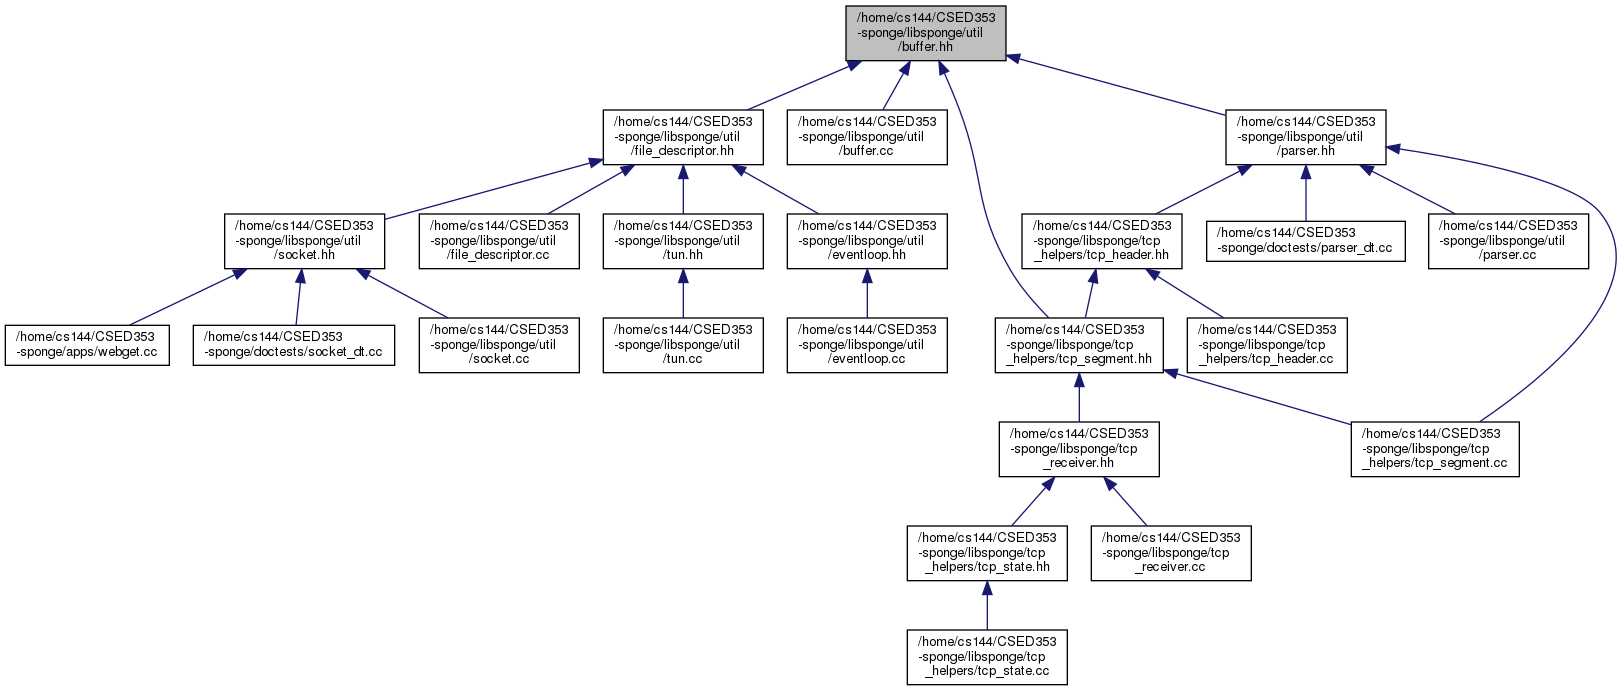 /home/cs144/CSED353
-sponge/libsponge/util
/buffer.hh
/home/cs144/CSED353
-sponge/libsponge/util
/file_descriptor.hh
/home/cs144/CSED353
-sponge/libsponge/util
/buffer.cc
/home/cs144/CSED353
-sponge/libsponge/util
/parser.hh
/home/cs144/CSED353
-sponge/libsponge/util
/socket.hh
/home/cs144/CSED353
-sponge/libsponge/util
/file_descriptor.cc
/home/cs144/CSED353
-sponge/libsponge/util
/tun.hh
/home/cs144/CSED353
-sponge/libsponge/util
/eventloop.hh
/home/cs144/CSED353
-sponge/libsponge/tcp
_helpers/tcp_header.hh
/home/cs144/CSED353
-sponge/doctests/parser_dt.cc
/home/cs144/CSED353
-sponge/libsponge/util
/parser.cc
/home/cs144/CSED353
-sponge/apps/webget.cc
/home/cs144/CSED353
-sponge/doctests/socket_dt.cc
/home/cs144/CSED353
-sponge/libsponge/util
/socket.cc
/home/cs144/CSED353
-sponge/libsponge/util
/tun.cc
/home/cs144/CSED353
-sponge/libsponge/util
/eventloop.cc
/home/cs144/CSED353
-sponge/libsponge/tcp
_helpers/tcp_segment.hh
/home/cs144/CSED353
-sponge/libsponge/tcp
_helpers/tcp_header.cc
/home/cs144/CSED353
-sponge/libsponge/tcp
_receiver.hh
/home/cs144/CSED353
-sponge/libsponge/tcp
_helpers/tcp_segment.cc
/home/cs144/CSED353
-sponge/libsponge/tcp
_helpers/tcp_state.hh
/home/cs144/CSED353
-sponge/libsponge/tcp
_receiver.cc
/home/cs144/CSED353
-sponge/libsponge/tcp
_helpers/tcp_state.cc